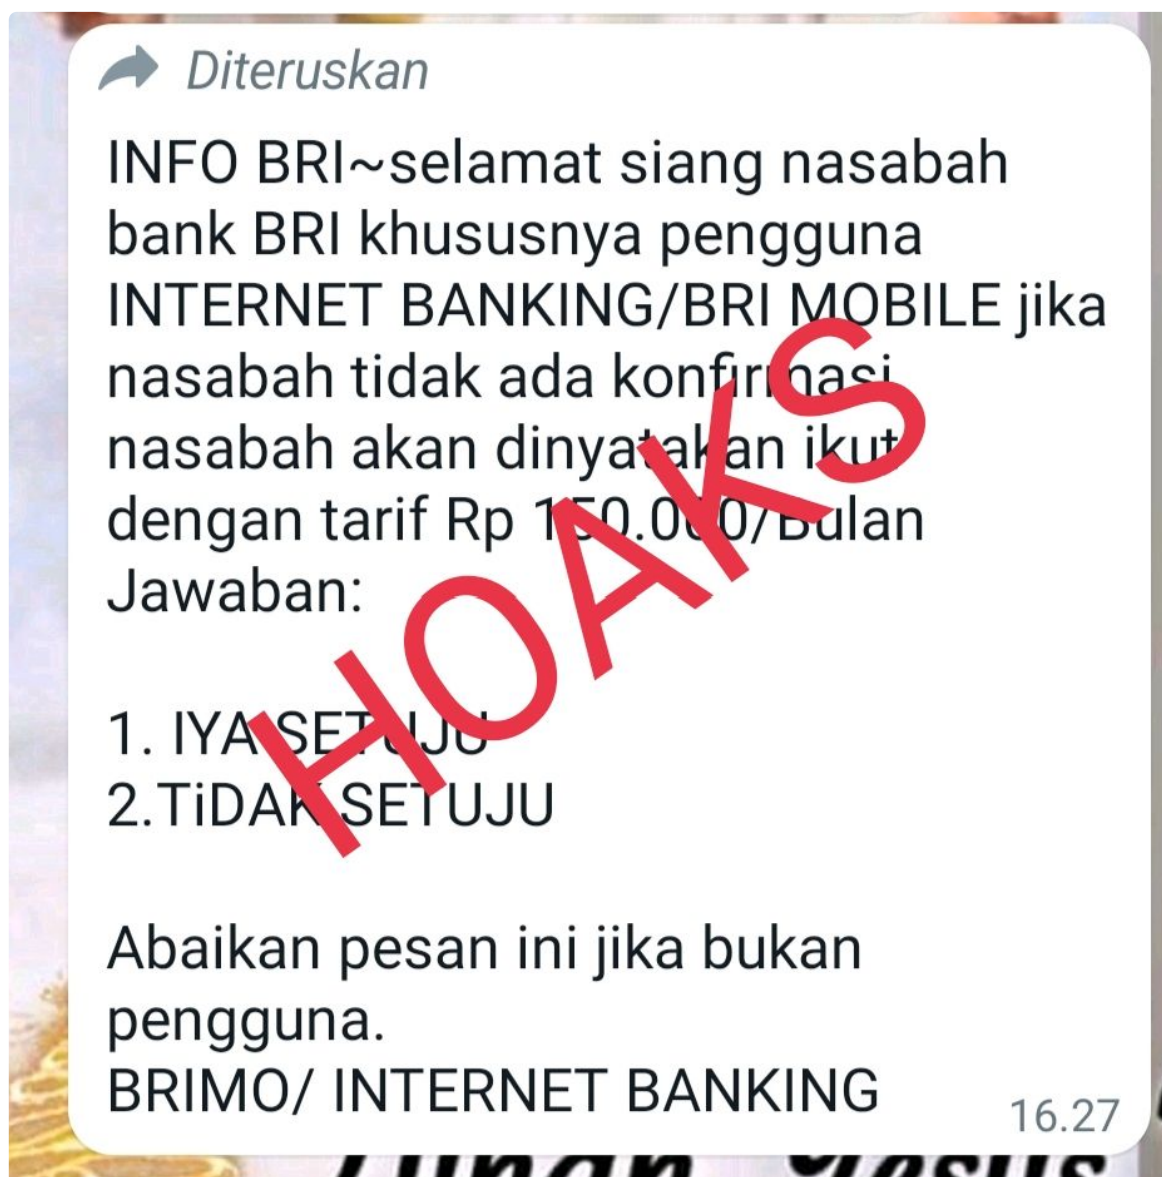 Diteruskan
INFO BRI~selamat siang nasabah
bank BRI khususnya pengguna
INTERNET BANKING/BRI MOBILE jika
nasabah tidak ada konfirmasi
nasabah akan dinyatakan ikut
dengan tarif Rp 150.000/Bulan
Jawaban:
1. IYA SETUJU
2.TiDAK SETUJU
HOAKS
Abaikan pesan ini jika bukan
pengguna.
BRIMO/ INTERNET BANKING
16.27